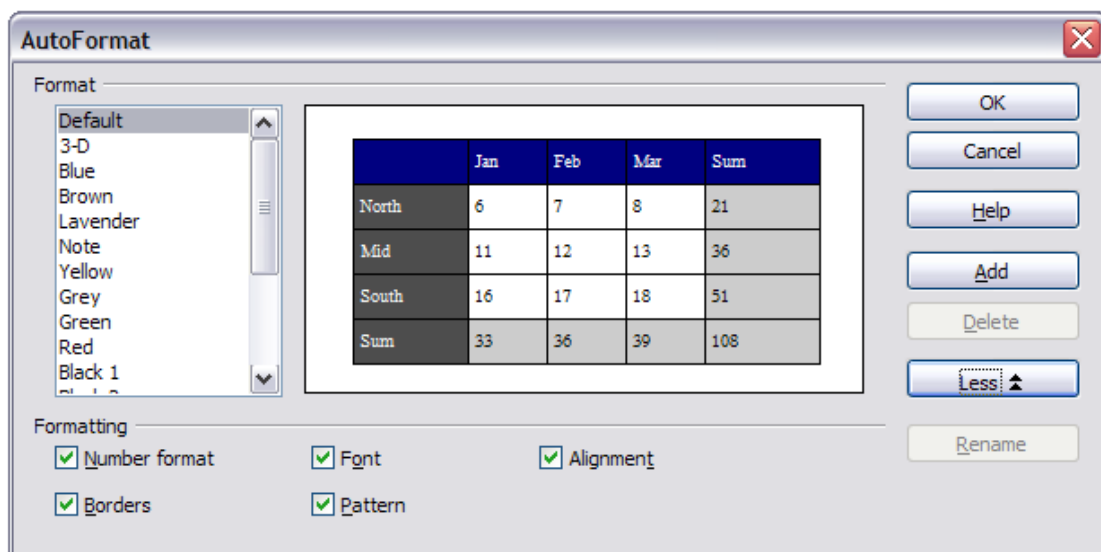 AutoFormat
Format
Default
3-D
Blue
Brown
Lavender
Note
Yellow
Grey
Green
Red
Black 1
Jan Feb Mar Sum
North 6 7 8 21
Mid 11 12 13 36
South 16 17 18 51
Sum 33 36 39 108
OK
Cancel
Help
Add
Delete
Less
Rename
Formatting
Number format Font Alignment
Borders Pattern